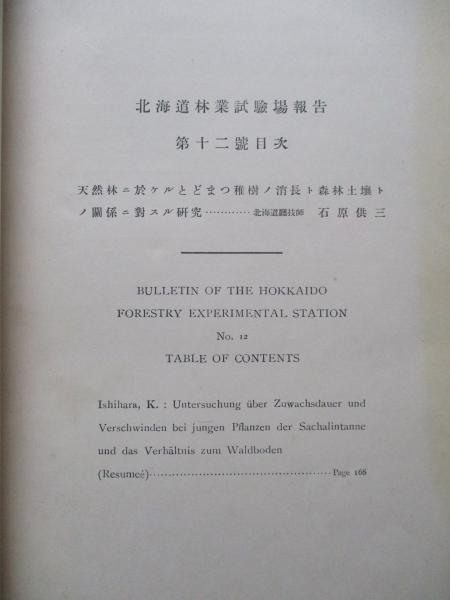 北海道林業試驗場報告
第十二號目次
天然林ニ於ケルとどまつ稚樹ノ消長ト森林土壤ト
ノ關係ニ對スル研究…………北海道廳技師 石原供三
BULLETIN OF THE HOKKAIDO
FORESTRY EXPERIMENTAL STATION
No. 12
TABLE OF CONTENTS
Ishihara, K. : Untersuchung über Zuwachsdauer und
Verschwinden bei jungen Pflanzen der Sachalintanne
und das Verhältnis zum Waldboden
(Resumcé)................................................Page 166